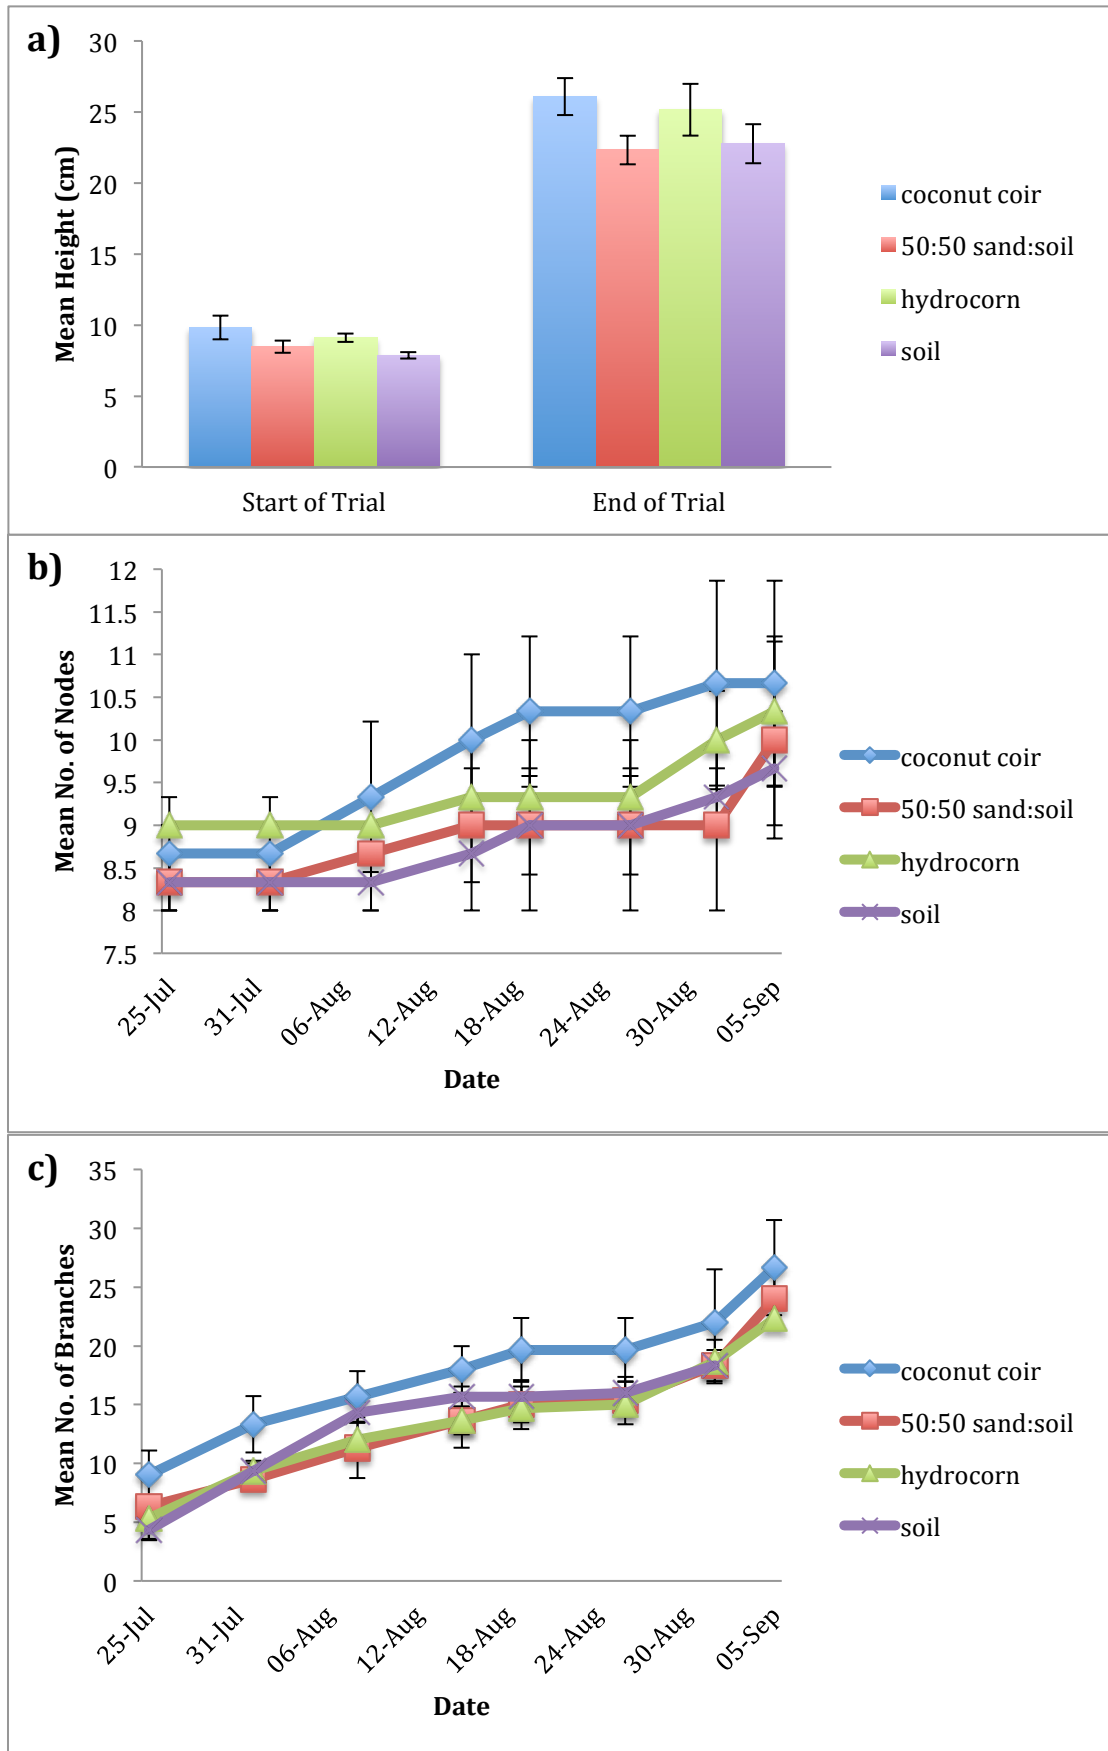 a)
Mean Height (cm)
30
25
20
15
10
5
0
Start of Trial
End of Trial
coconut coir
50:50 sand:soil
hydrocorn
soil
b)
Mean No. of Nodes
12
11.5
11
10.5
10
9.5
9
8.5
8
7.5
25-Jul
31-Jul
06-Aug
12-Aug
18-Aug
24-Aug
30-Aug
05-Sep
Date
coconut coir
50:50 sand:soil
hydrocorn
soil
c)
Mean No. of Branches
35
30
25
20
15
10
5
0
25-Jul
31-Jul
06-Aug
12-Aug
18-Aug
24-Aug
30-Aug
05-Sep
Date
coconut coir
50:50 sand:soil
hydrocorn
soil